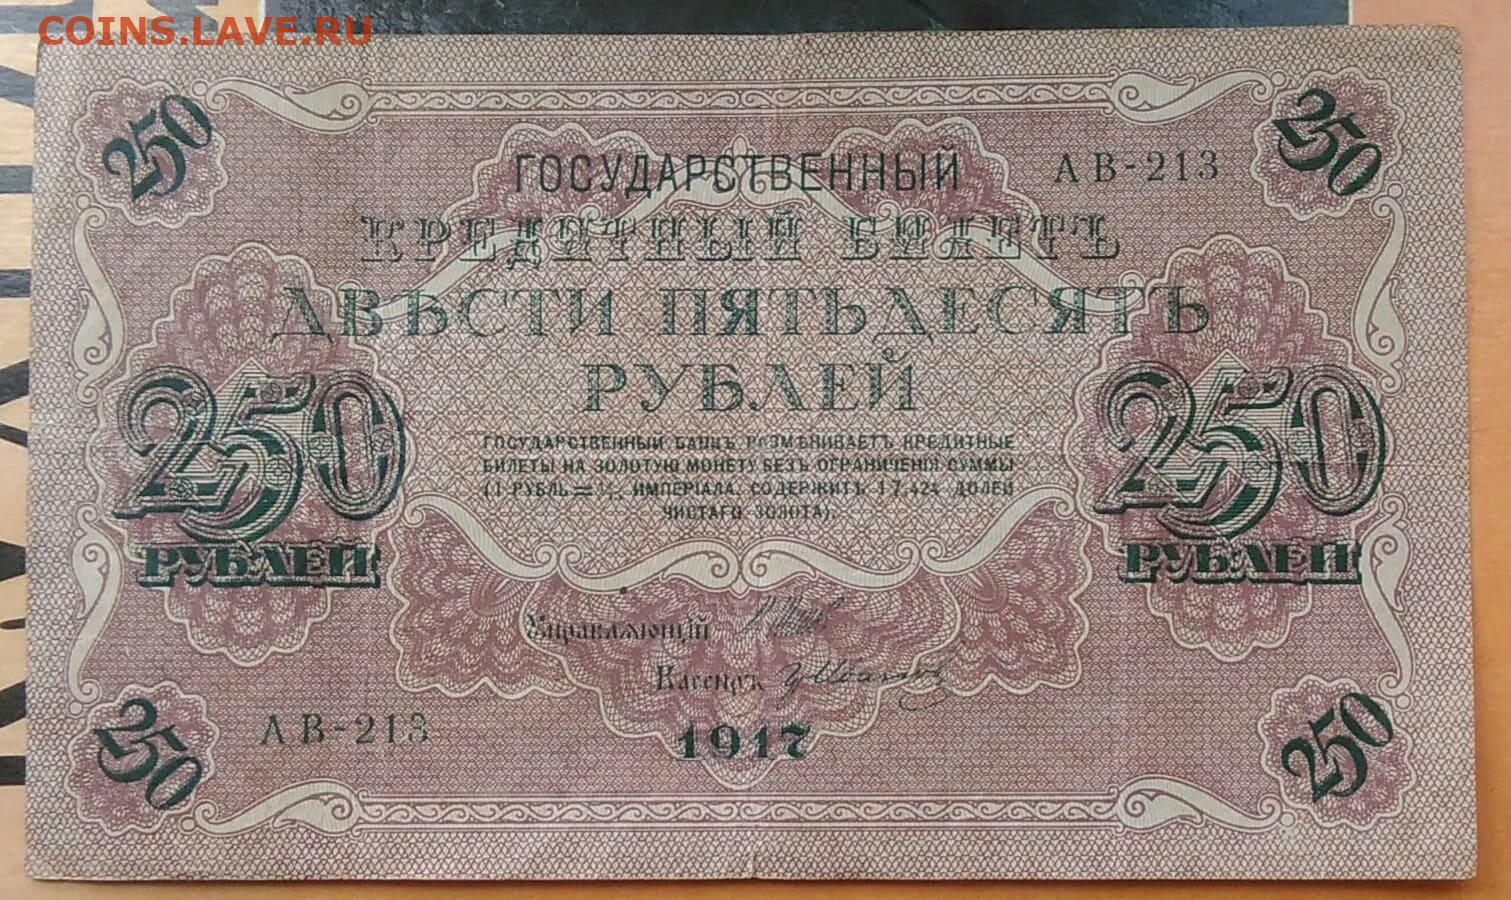 COINS.LAVE.RU
250 250
ГОСУДАРСТВЕННЫЙ АВ-213
КРЕДИТНЫЙ БИЛЕТЪ
ДВѢСТИ ПЯТЬДЕСЯТЪ
РУБЛЕЙ
250 250
РУБЛЕЙ РУБЛЕЙ
ГОСУДАРСТВЕННЫЙ БАНКЪ РАЗМѢНИВАЕТЪ КРЕДИТНЫЕ
БИЛЕТЫ НА ЗОЛОТУЮ МОНЕТУ БЕЗЪ ОГРАНИЧЕНІЯ СУММЫ
(1 РУБЛЬ = ИМПЕРІАЛА, СОДЕРЖИТЪ 17,424 ДОЛЕЙ
ЧИСТАГО ЗОЛОТА).
Управляющій
Кассиръ
АВ-213
1917
250 250